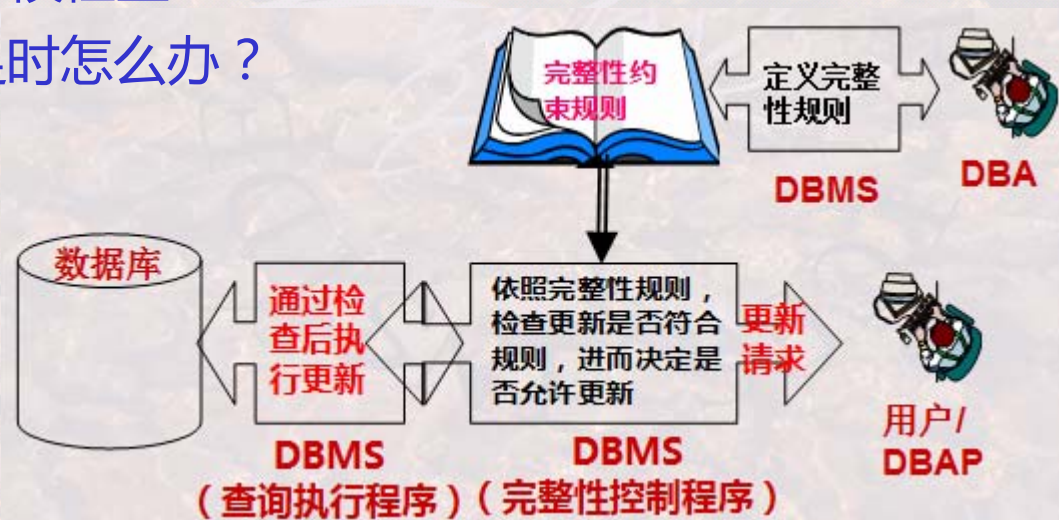 是时怎么办？
完整性约
束规则
定义完整
性规则
DBMS
DBA
数据库
通过检
查后执
行更新
依照完整性规则，
检查更新是否符合
规则，进而决定是
否允许更新
更新
请求
DBMS
（查询执行程序）
DBMS
（完整性控制程序）
用户/
DBAP